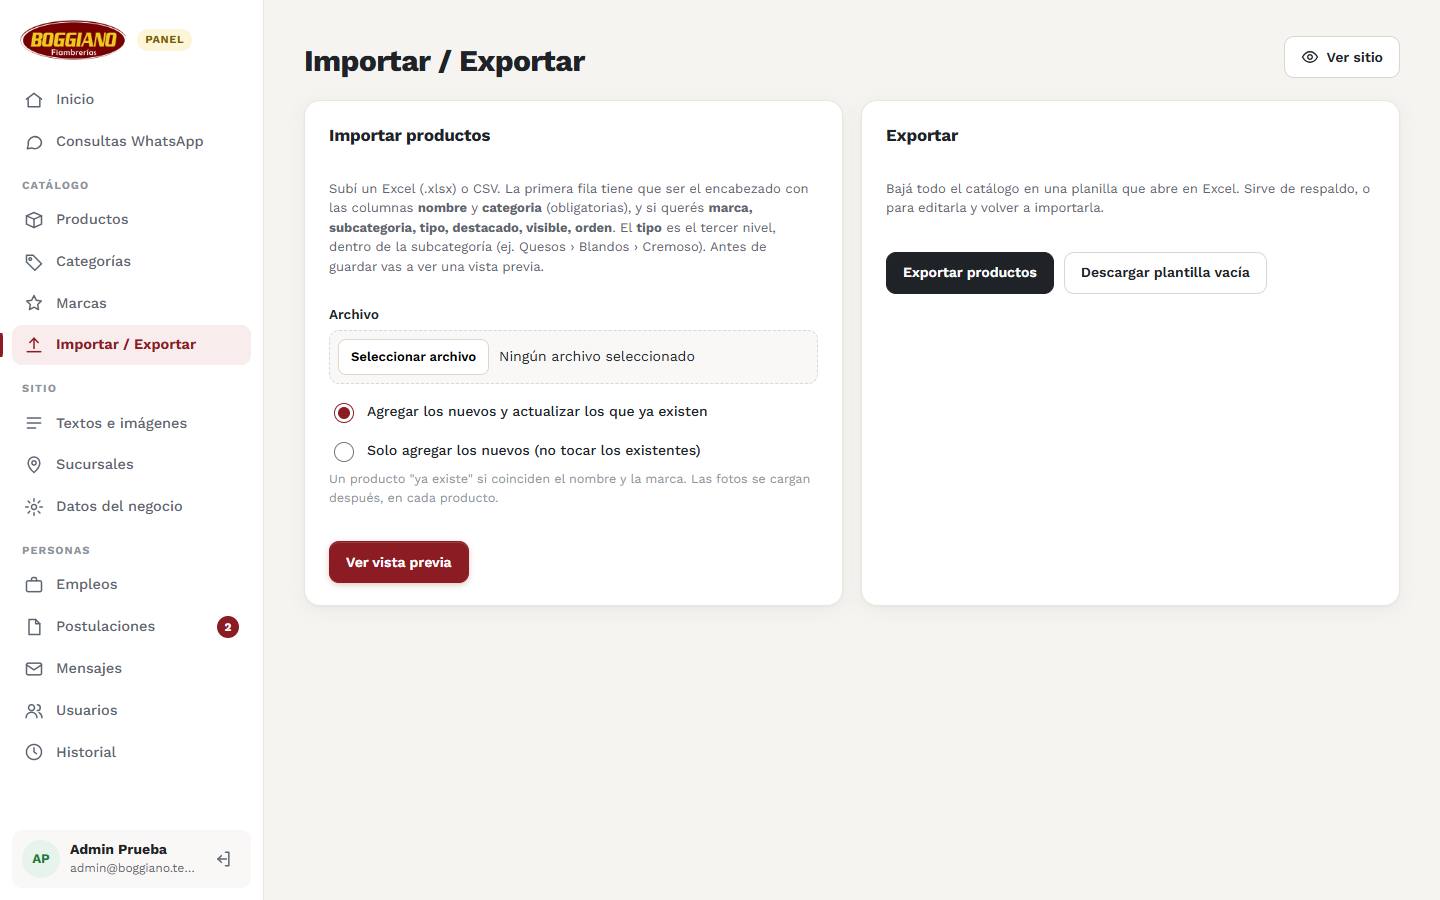 BOGGIANO
Fiambrerías
PANEL
Inicio
Consultas WhatsApp
CATÁLOGO
Productos
Categorías
Marcas
Importar / Exportar
SITIO
Textos e imágenes
Sucursales
Datos del negocio
PERSONAS
Empleos
Postulaciones
2
Mensajes
Usuarios
Historial
AP
Admin Prueba
admin@boggiano.te...
Importar / Exportar
Ver sitio
Importar productos
Subí un Excel (.xlsx) o CSV. La primera fila tiene que ser el encabezado con
las columnas nombre y categoria (obligatorias), y si querés marca,
subcategoria, tipo, destacado, visible, orden. El tipo es el tercer nivel,
dentro de la subcategoría (ej. Quesos › Blandos › Cremoso). Antes de
guardar vas a ver una vista previa.
Archivo
Seleccionar archivo
Ningún archivo seleccionado
Agregar los nuevos y actualizar los que ya existen
Solo agregar los nuevos (no tocar los existentes)
Un producto "ya existe" si coinciden el nombre y la marca. Las fotos se cargan
después, en cada producto.
Ver vista previa
Exportar
Bajá todo el catálogo en una planilla que abre en Excel. Sirve de respaldo, o
para editarla y volver a importarla.
Exportar productos
Descargar plantilla vacía